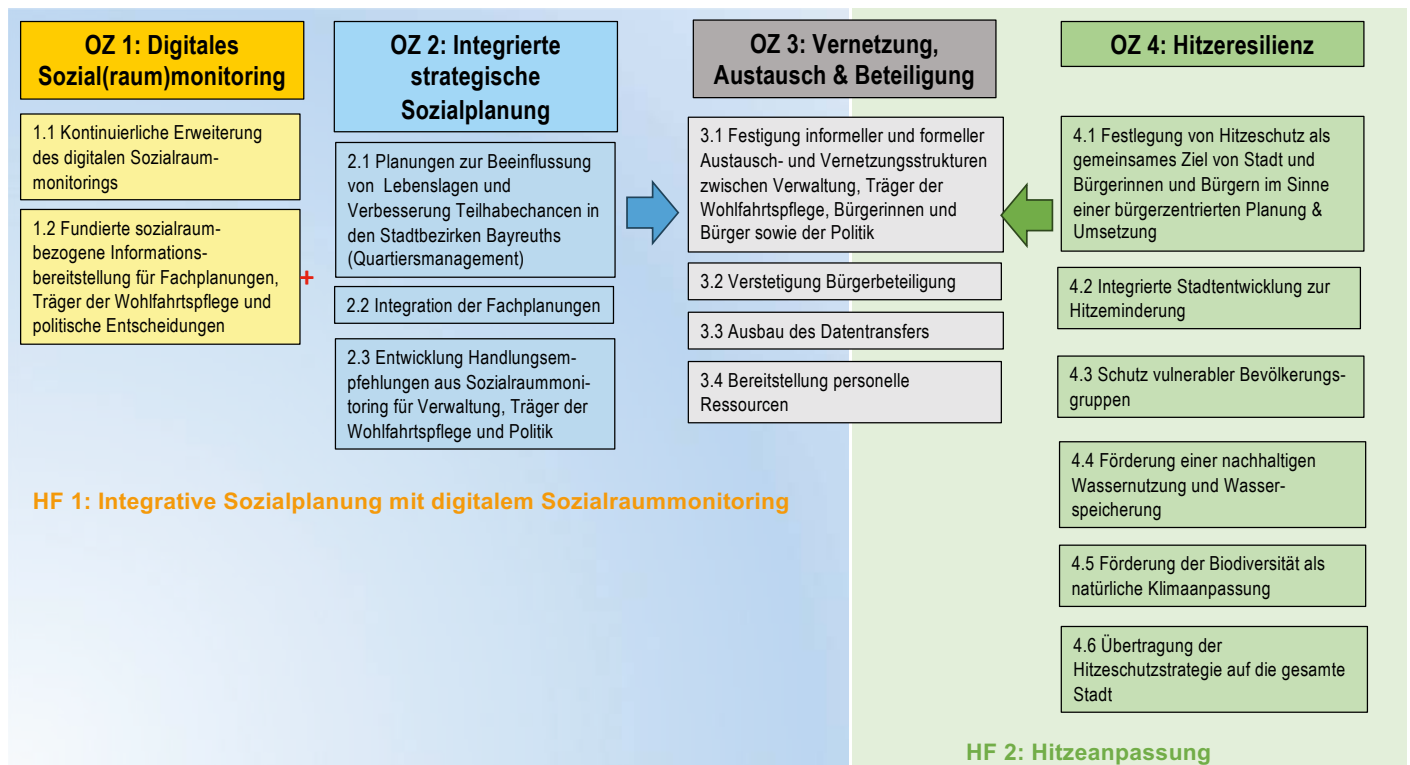 OZ 1: Digitales
Sozial(raum)monitoring
1.1 Kontinuierliche Erweiterung
des digitalen Sozialraum-
monitorings
1.2 Fundierte sozialraum-
bezogene Informations-
bereitstellung für Fachplanungen,
Träger der Wohlfahrtspflege und
politische Entscheidungen
+
OZ 2: Integrierte
strategische
Sozialplanung
2.1 Planungen zur Beeinflussung
von Lebenslagen und
Verbesserung Teilhabechancen in
den Stadtbezirken Bayreuths
(Quartiersmanagement)
2.2 Integration der Fachplanungen
2.3 Entwicklung Handlungsem-
pfehlungen aus Sozialraummoni-
toring für Verwaltung, Träger der
Wohlfahrtspflege und Politik
OZ 3: Vernetzung,
Austausch & Beteiligung
3.1 Festigung informeller und formeller
Austausch- und Vernetzungsstrukturen
zwischen Verwaltung, Träger der
Wohlfahrtspflege, Bürgerinnen und
Bürger sowie der Politik
3.2 Verstetigung Bürgerbeteiligung
3.3 Ausbau des Datentransfers
3.4 Bereitstellung personelle
Ressourcen
OZ 4: Hitzeresilienz
4.1 Festlegung von Hitzeschutz als
gemeinsames Ziel von Stadt und
Bürgerinnen und Bürgern im Sinne
einer bürgerzentrierten Planung &
Umsetzung
4.2 Integrierte Stadtentwicklung zur
Hitzeminderung
4.3 Schutz vulnerabler Bevölkerungs-
gruppen
4.4 Förderung einer nachhaltigen
Wassernutzung und Wasser-
speicherung
4.5 Förderung der Biodiversität als
natürliche Klimaanpassung
4.6 Übertragung der
Hitzeschutzstrategie auf die gesamte
Stadt
HF 1: Integrative Sozialplanung mit digitalem Sozialraummonitoring
HF 2: Hitzeanpassung